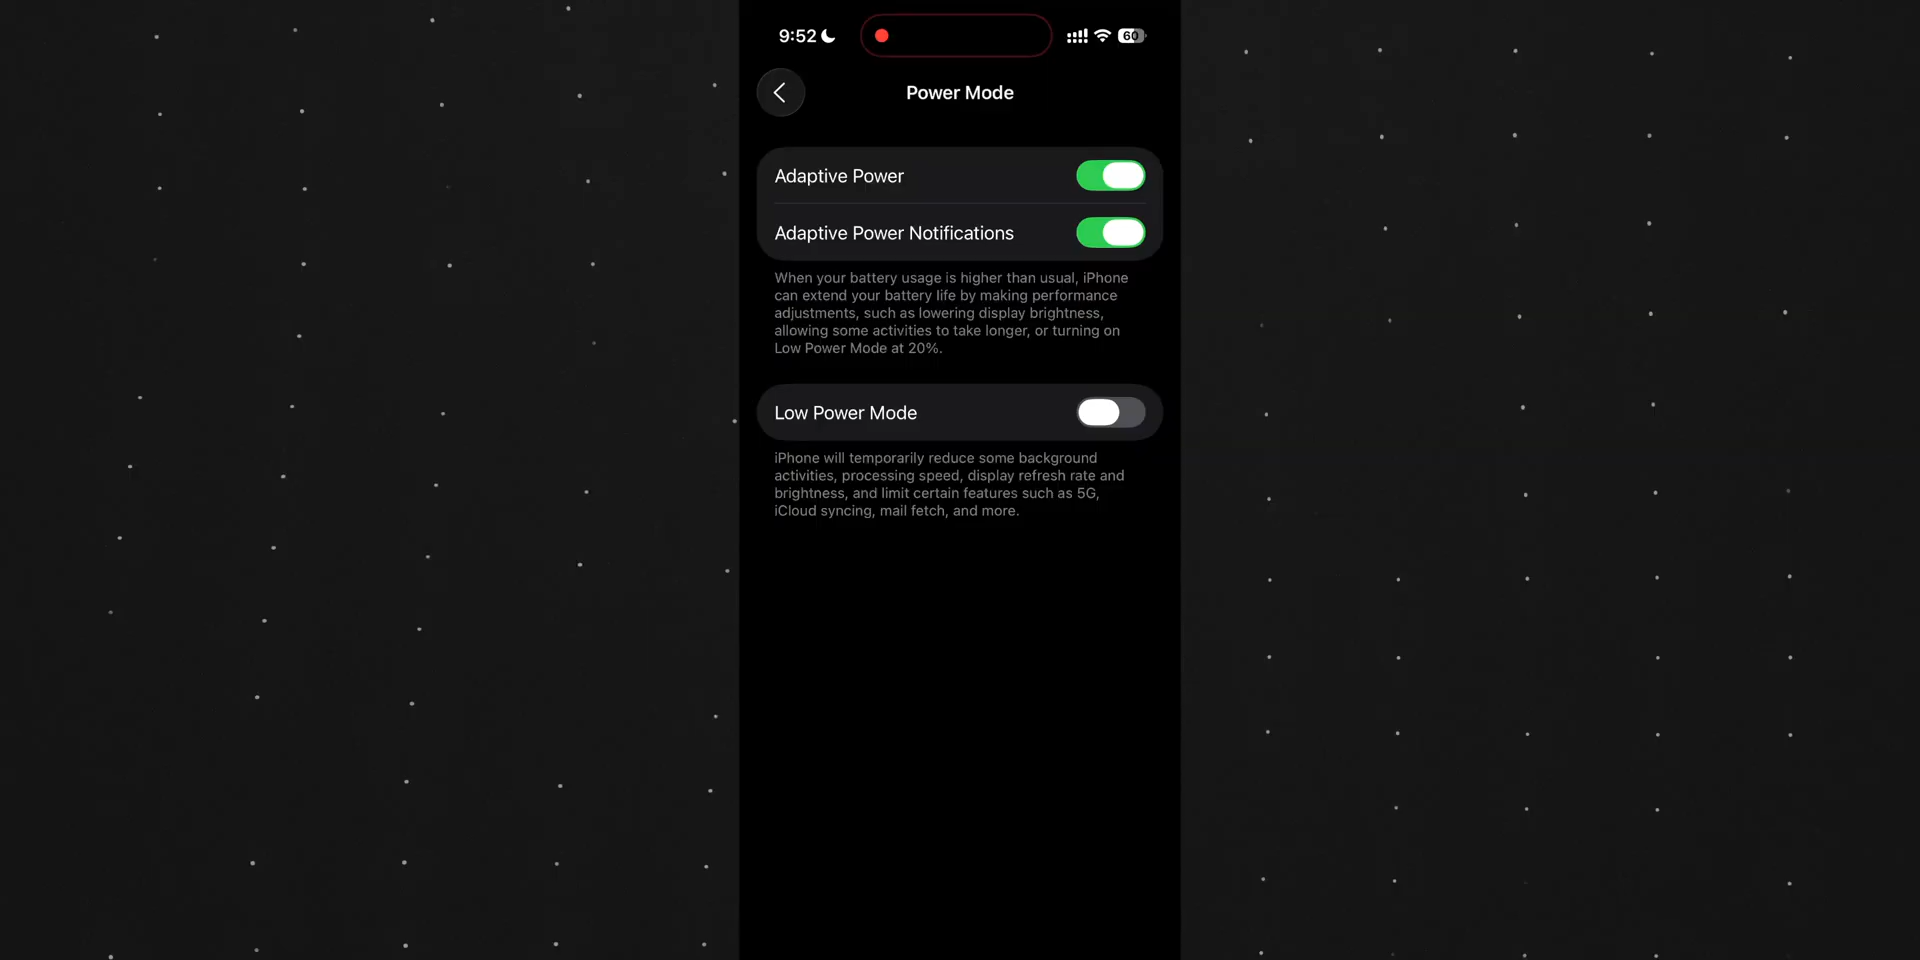 9:52
60
Power Mode
Adaptive Power
Adaptive Power Notifications
When your battery usage is higher than usual, iPhone
can extend your battery life by making performance
adjustments, such as lowering display brightness,
allowing some activities to take longer, or turning on
Low Power Mode at 20%.
Low Power Mode
iPhone will temporarily reduce some background
activities, processing speed, display refresh rate and
brightness, and limit certain features such as 5G,
iCloud syncing, mail fetch, and more.